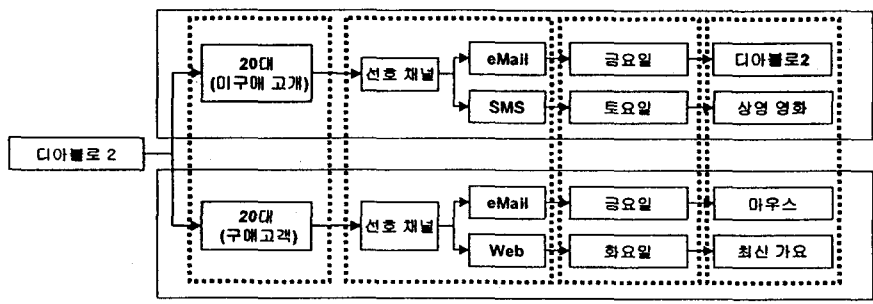 디아블로 2
20대
(미구매 고개)
선호 채널
eMail
금요일
디아블로2
SMS
토요일
상영 영화
20대
(구매고객)
선호 채널
eMail
금요일
마우스
Web
화요일
최신 가요